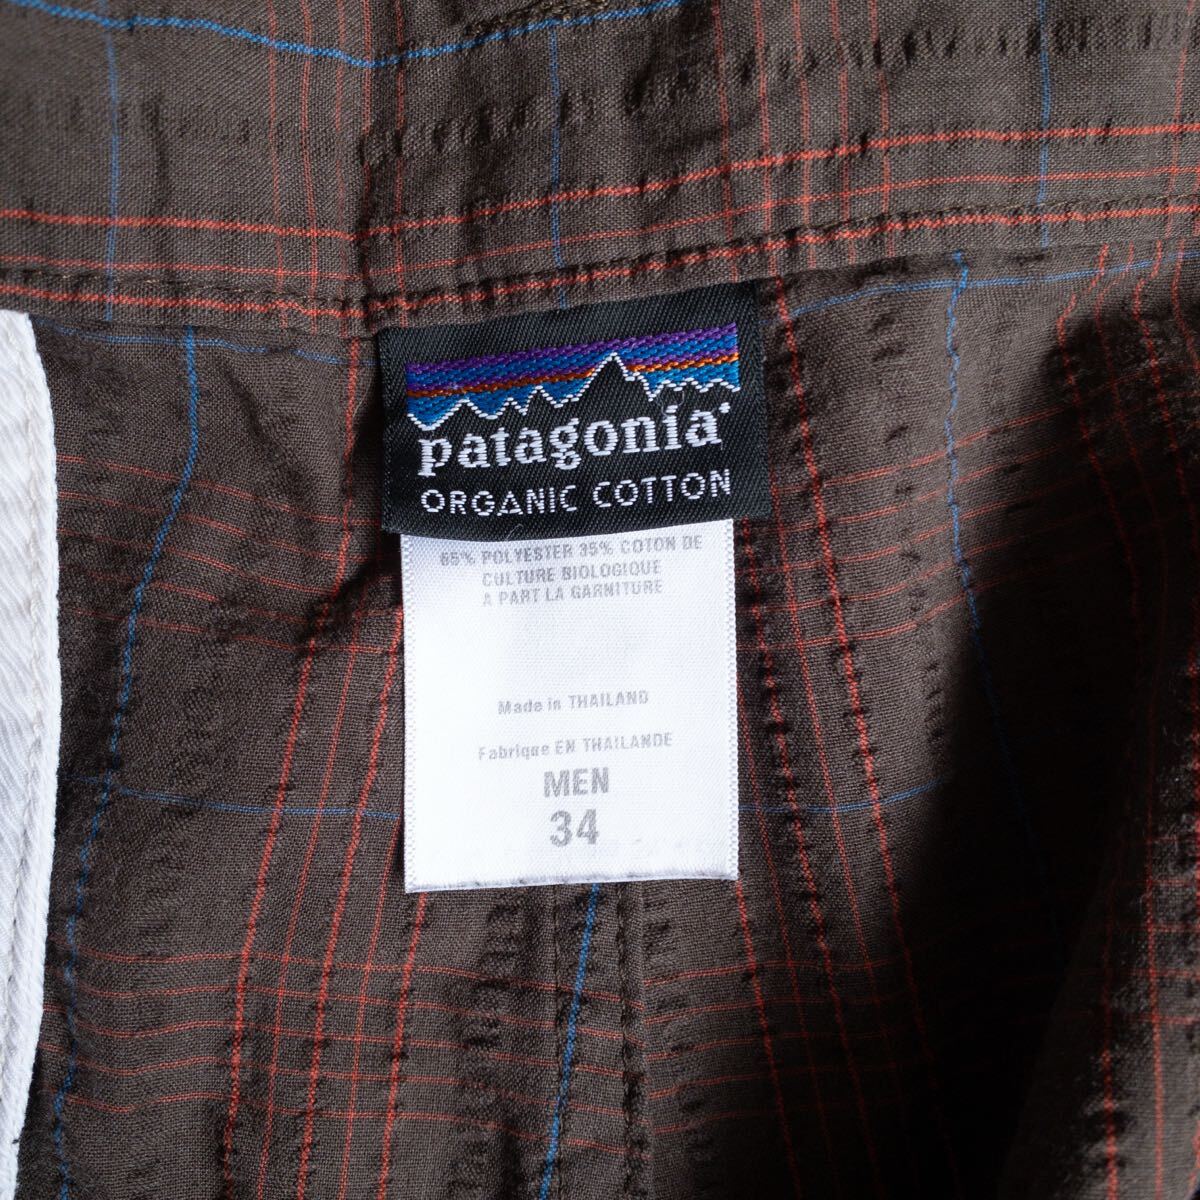 patagonia®
ORGANIC COTTON
65% POLYESTER 35% COTON DE
CULTURE BIOLOGIQUE
A PART LA GARNITURE
Made in THAILAND
Fabrique EN THAILANDE
MEN
34